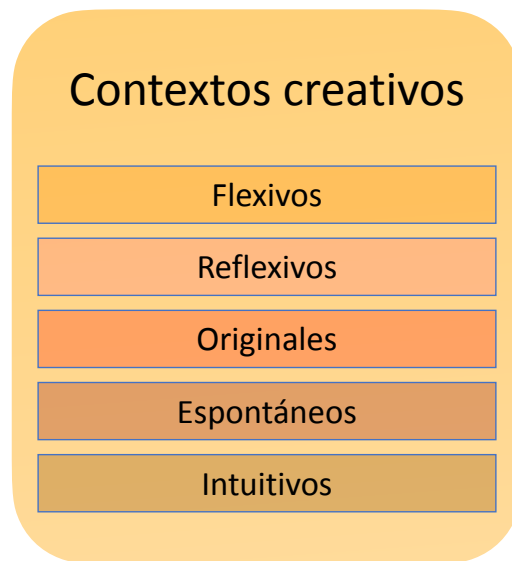 Contextos creativos
Flexivos
Reflexivos
Originales
Espontáneos
Intuitivos